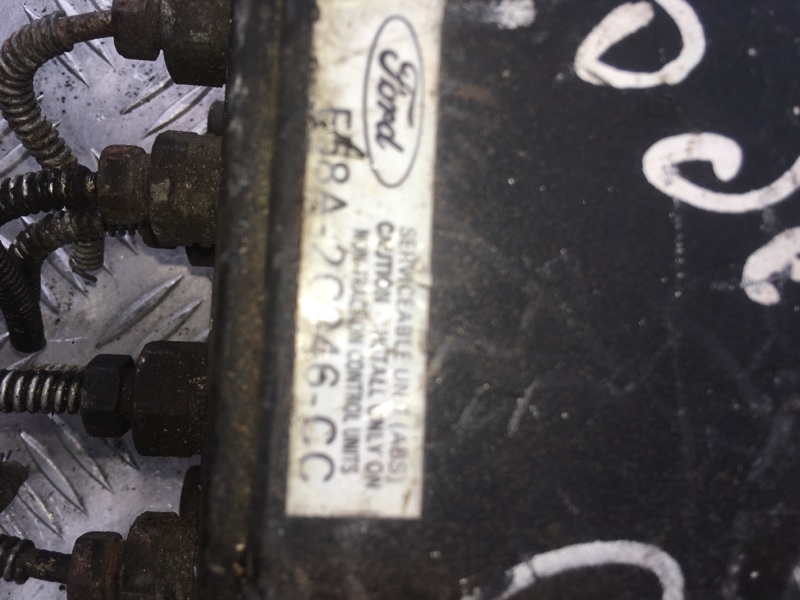 Ford
SERVICEABLE UNIT (ABS)
CAUTION INSTALL ONLY ON
NON-TRACTION CONTROL UNITS
F58A-2C346-CC